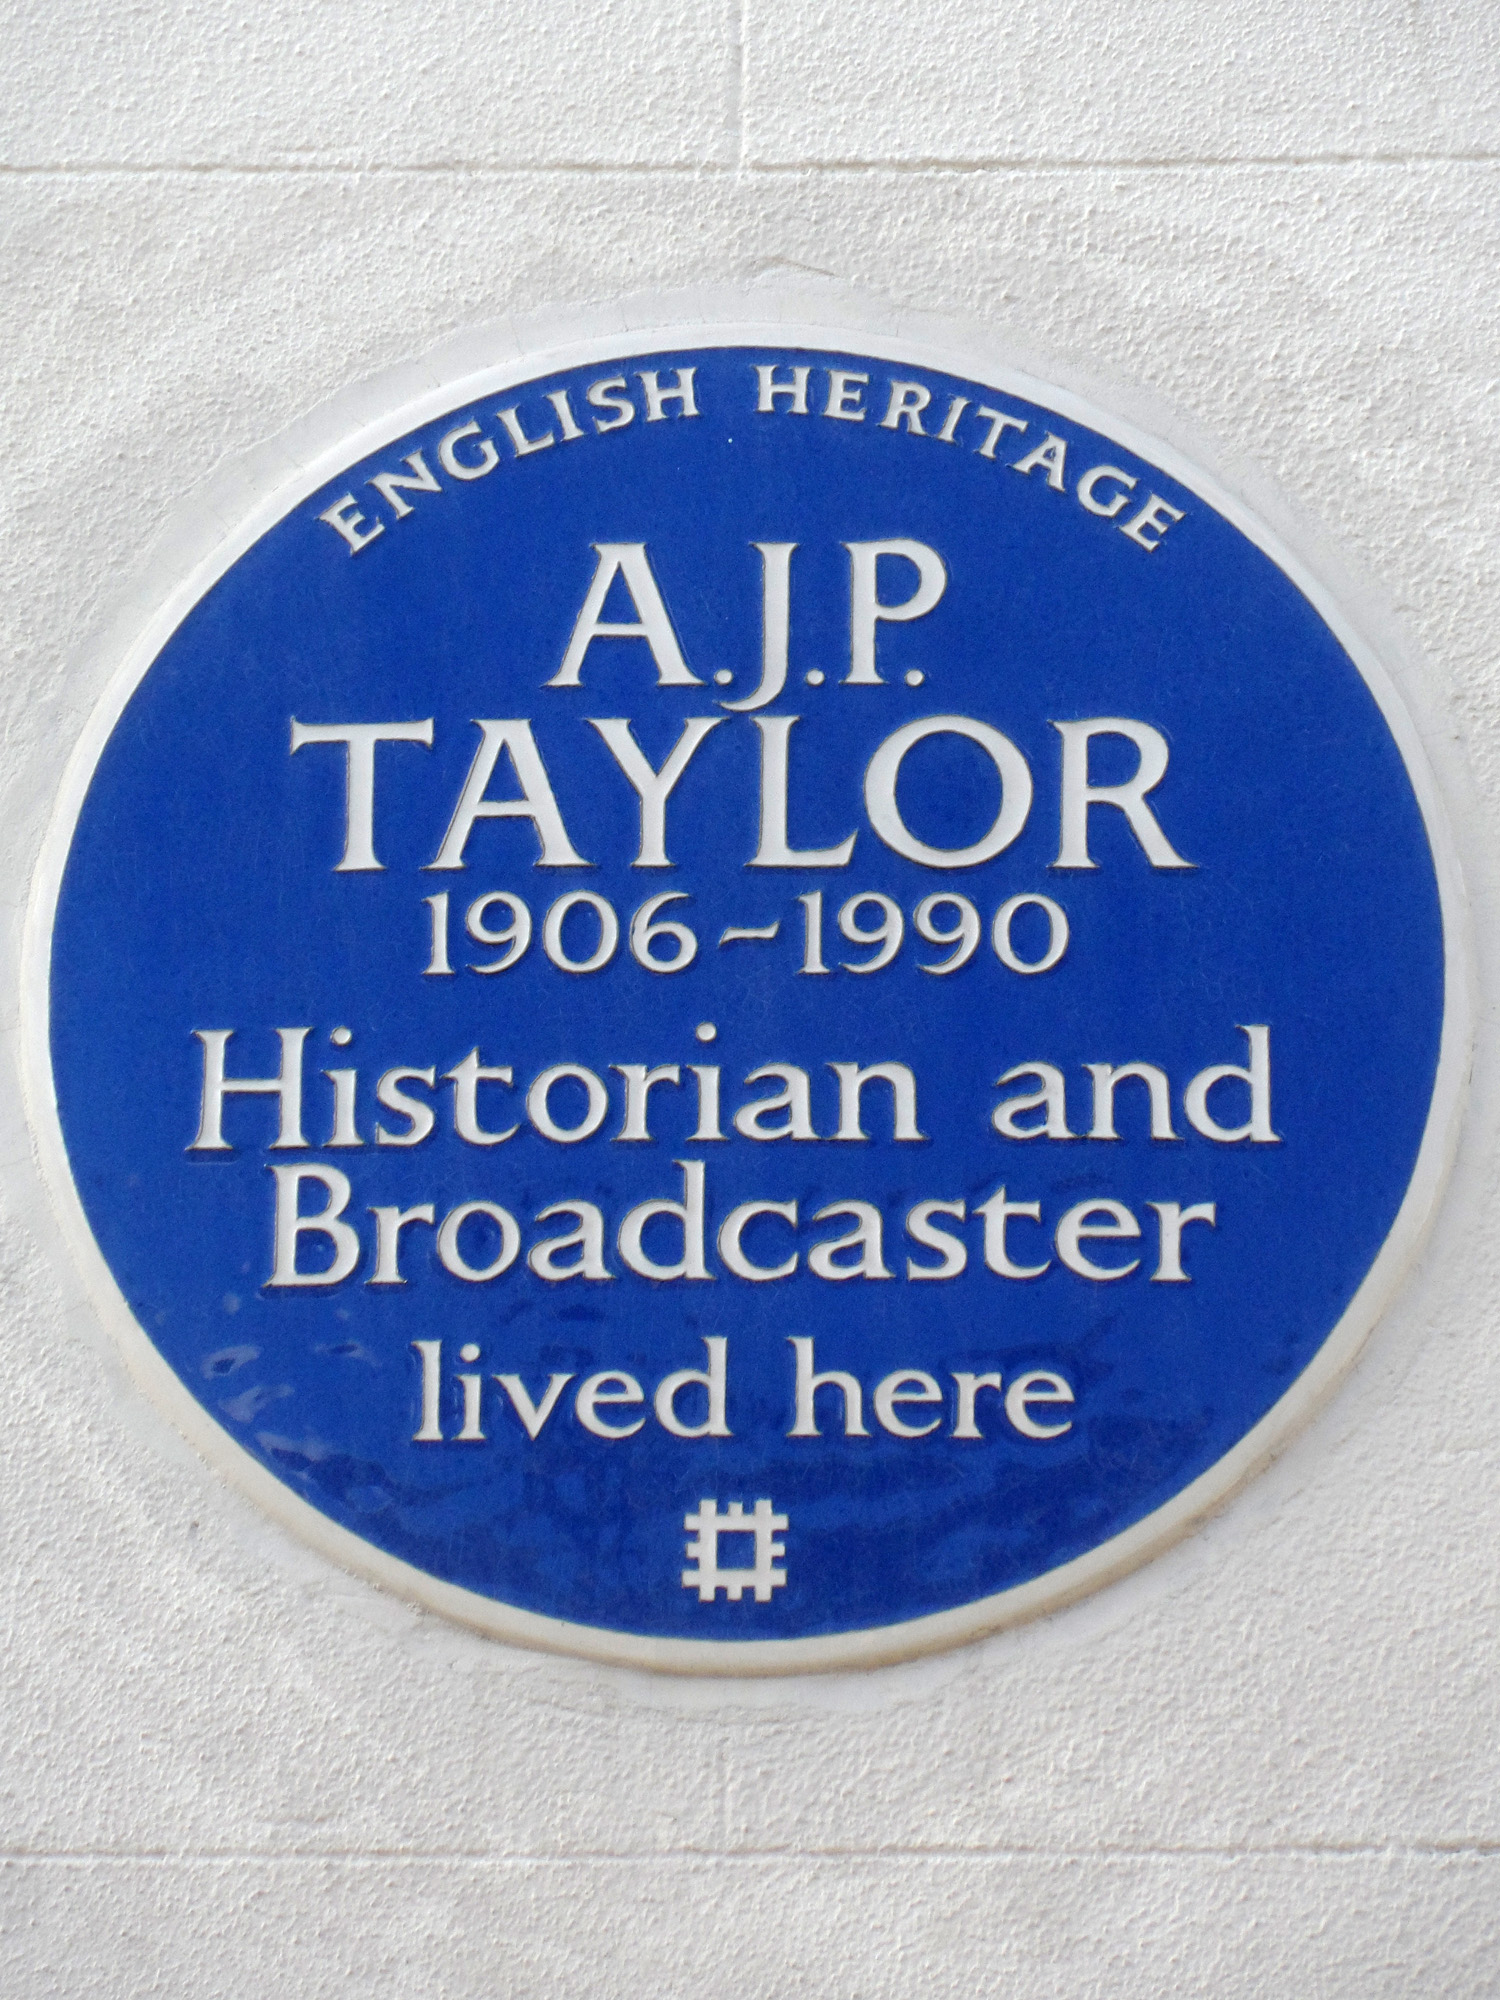 ENGLISH HERITAGE
A.J.P.
TAYLOR
1906~1990
Historian and
Broadcaster
lived here